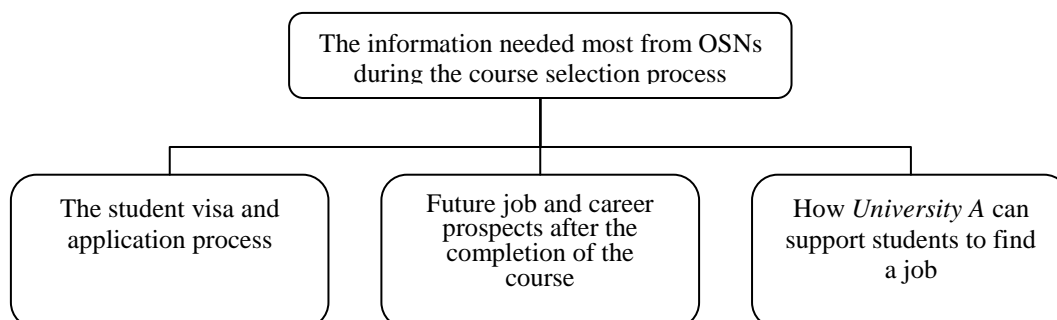 The information needed most from OSNs
during the course selection process
The student visa and
application process
Future job and career
prospects after the
completion of the
course
How University A can
support students to find
a job